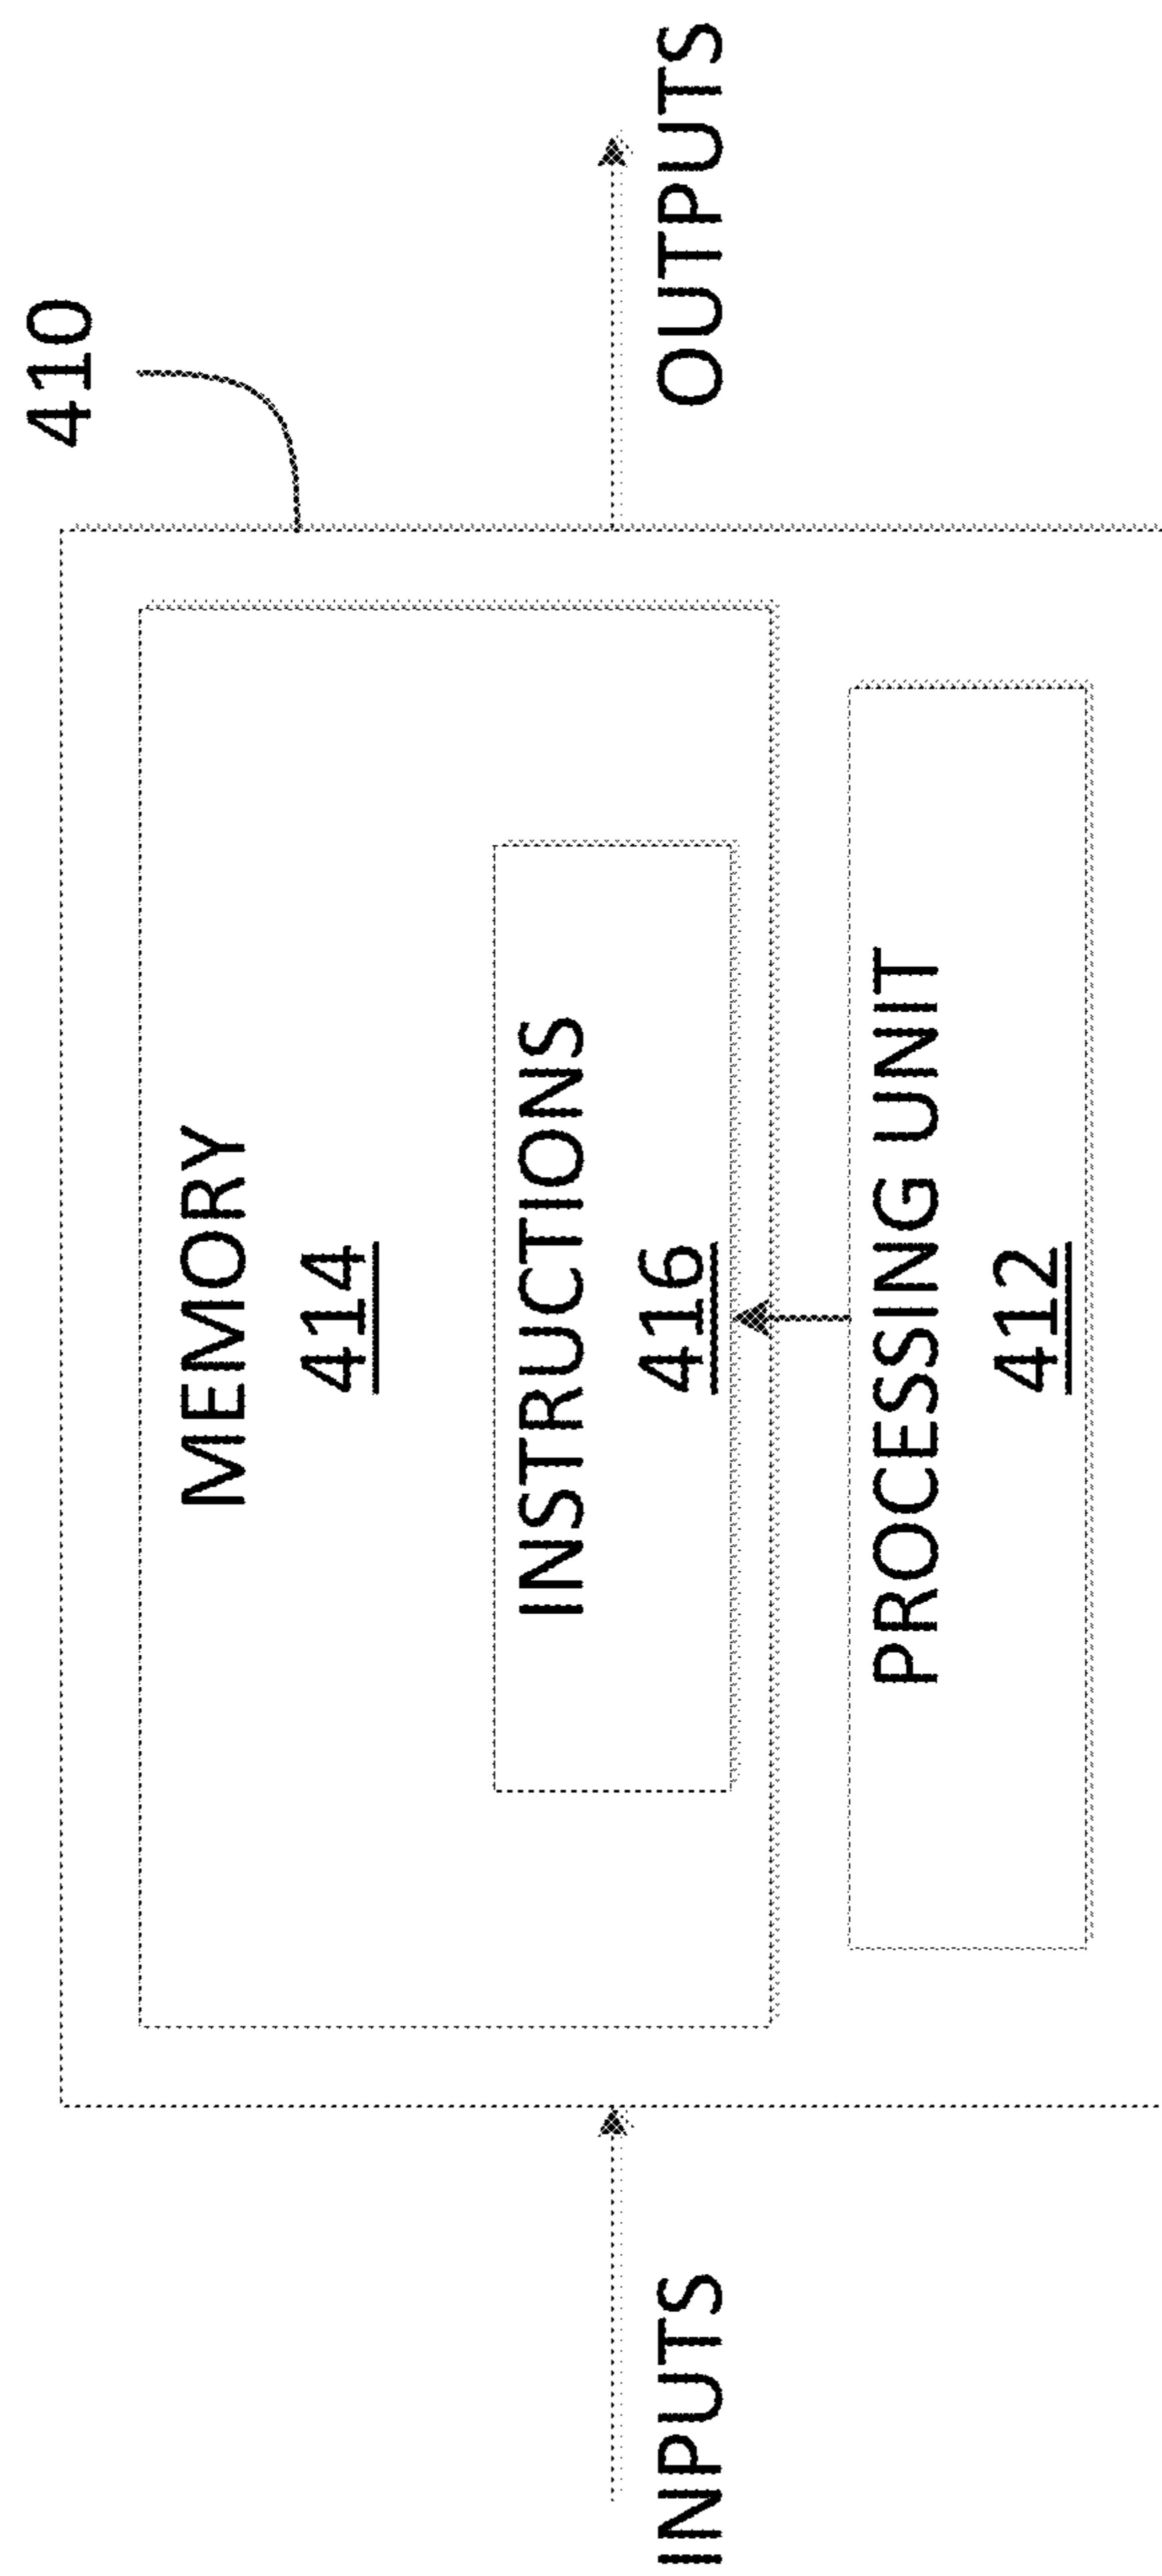 410
MEMORY
414
INSTRUCTIONS
416
INPUTS
OUTPUTS
PROCESSING UNIT
412